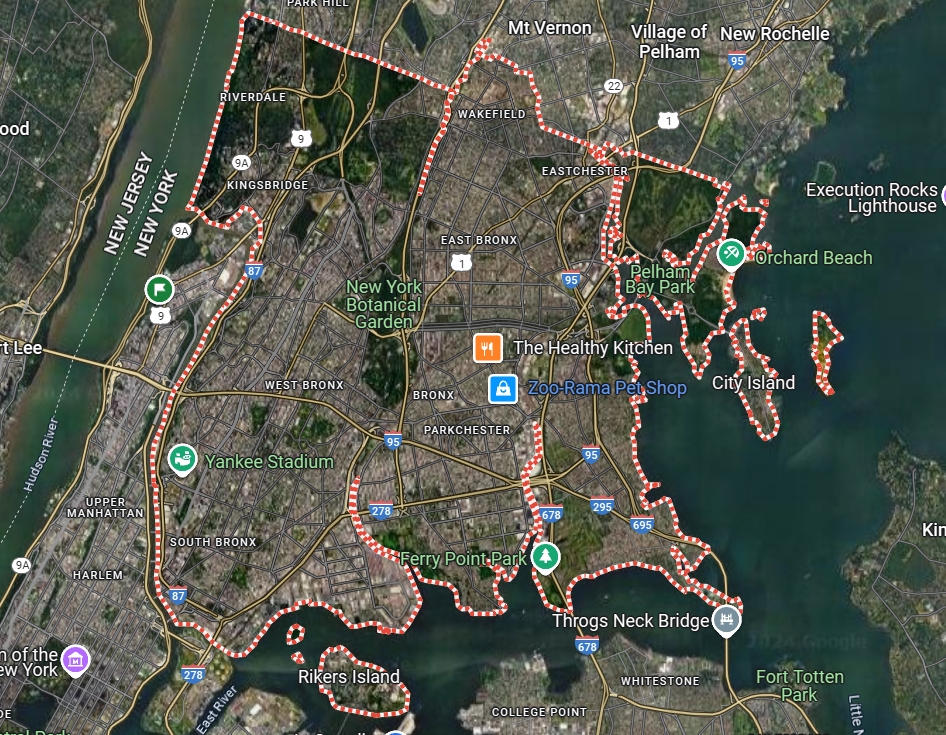 PARK HILL
Mt Vernon
Village of
Pelham
New Rochelle
95
22
1
RIVERDALE
WAKEFIELD
9
ood
9A
EASTCHESTER
KINGSBRIDGE
Execution Rocks
Lighthouse
NEW JERSEY
NEW YORK
9A
EAST BRONX
1
Orchard Beach
87
95
Pelham
Bay Park
New York
Botanical
Garden
9
rt Lee
The Healthy Kitchen
WEST BRONX
BRONX
Zoo-Rama Pet Shop
City Island
PARKCHESTER
95
95
Hudson River
Yankee Stadium
UPPER
MANHATTAN
278
678
295
695
Kin
SOUTH BRONX
Ferry Point Park
9A
HARLEM
87
Throgs Neck Bridge
678
n of the
ew York
278
Rikers Island
WHITESTONE
Fort Totten
Park
East River
COLLEGE POINT
Little N
DE
ntral Park